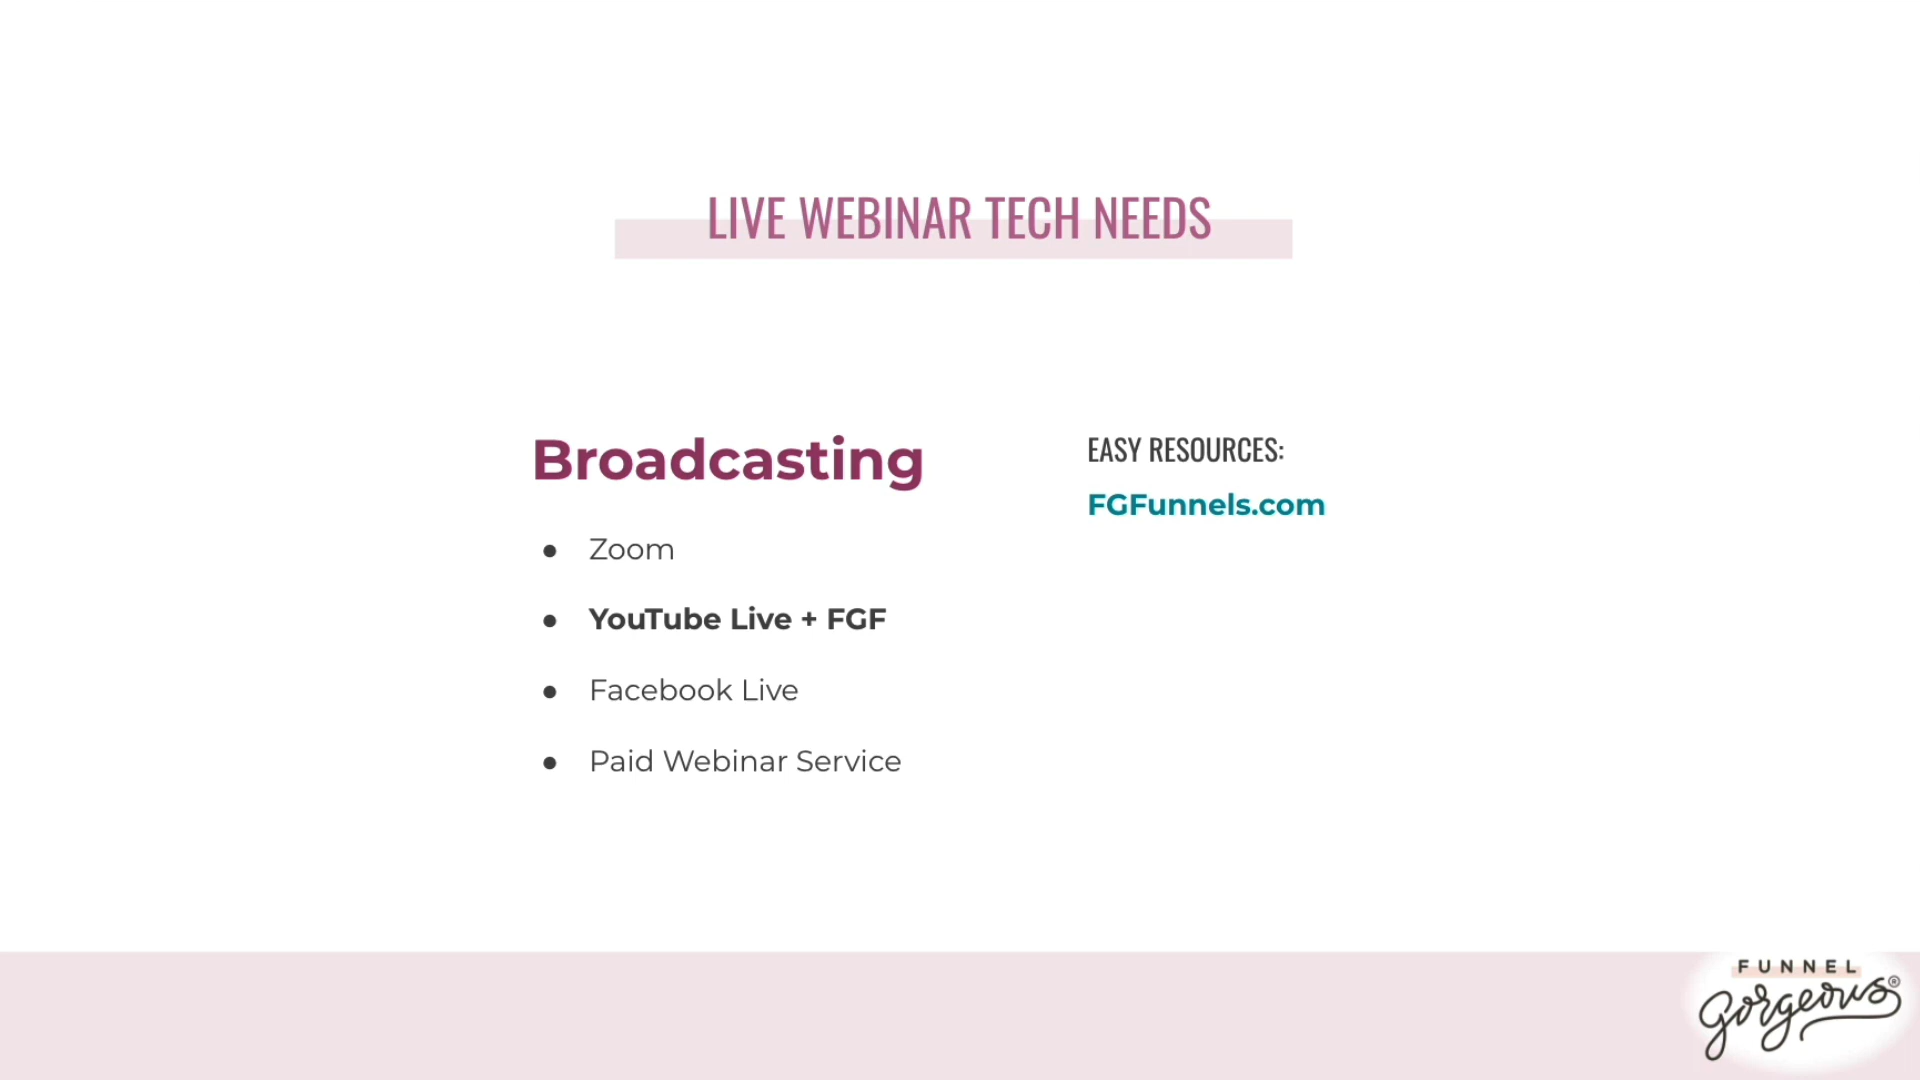 LIVE WEBINAR TECH NEEDS
Broadcasting
● Zoom
● YouTube Live + FGF
● Facebook Live
● Paid Webinar Service
EASY RESOURCES:
FGFunnels.com
FUNNEL
gorgeous®